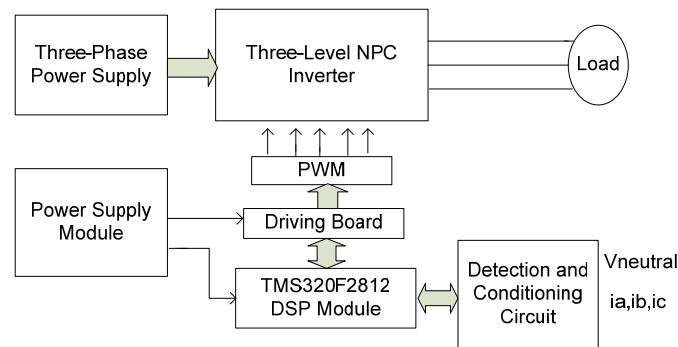 Three-Phase
Power Supply
Three-Level NPC
Inverter
Load
PWM
Power Supply
Module
Driving Board
TMS320F2812
DSP Module
Detection and
Conditioning
Circuit
Vneutral
ia,ib,ic